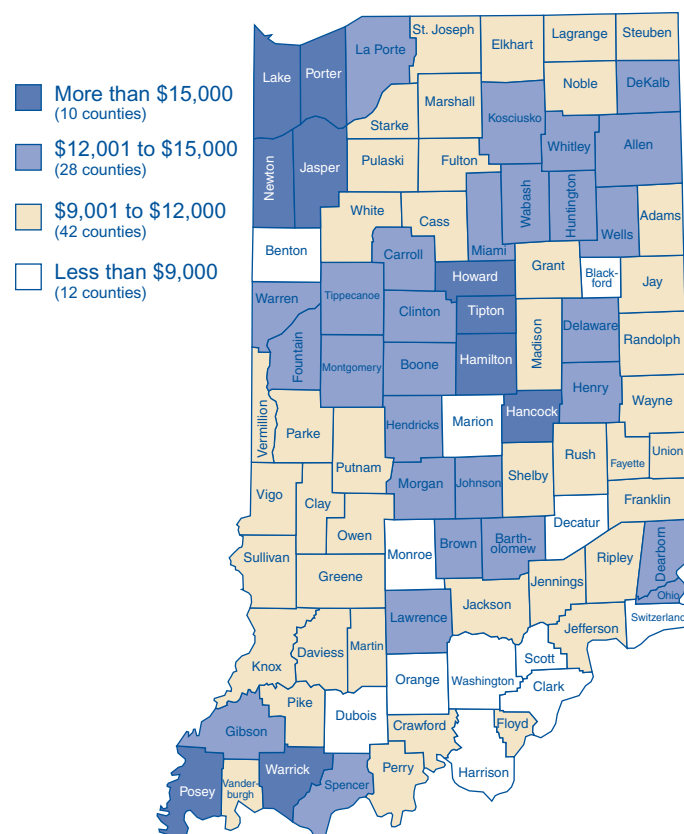 More than $15,000
(10 counties)
$12,001 to $15,000
(28 counties)
$9,001 to $12,000
(42 counties)
Less than $9,000
(12 counties)
Lake
Porter
La Porte
St. Joseph
Elkhart
Lagrange
Steuben
Noble
DeKalb
Starke
Marshall
Kosciusko
Whitley
Allen
Newton
Jasper
Pulaski
Fulton
Wabash
Huntington
Wells
Adams
White
Cass
Miami
Benton
Carroll
Howard
Grant
Black-
ford
Jay
Warren
Tippecanoe
Clinton
Tipton
Madison
Delaware
Randolph
Fountain
Montgomery
Boone
Hamilton
Henry
Wayne
Vermillion
Parke
Putnam
Hendricks
Marion
Hancock
Rush
Fayette
Union
Vigo
Clay
Owen
Morgan
Johnson
Shelby
Franklin
Decatur
Sullivan
Greene
Monroe
Brown
Barth-
olomew
Jennings
Ripley
Dearborn
Ohio
Switzerland
Knox
Daviess
Martin
Lawrence
Jackson
Jefferson
Scott
Orange
Washington
Clark
Gibson
Pike
Dubois
Crawford
Floyd
Harrison
Posey
Vander-
burgh
Warrick
Spencer
Perry